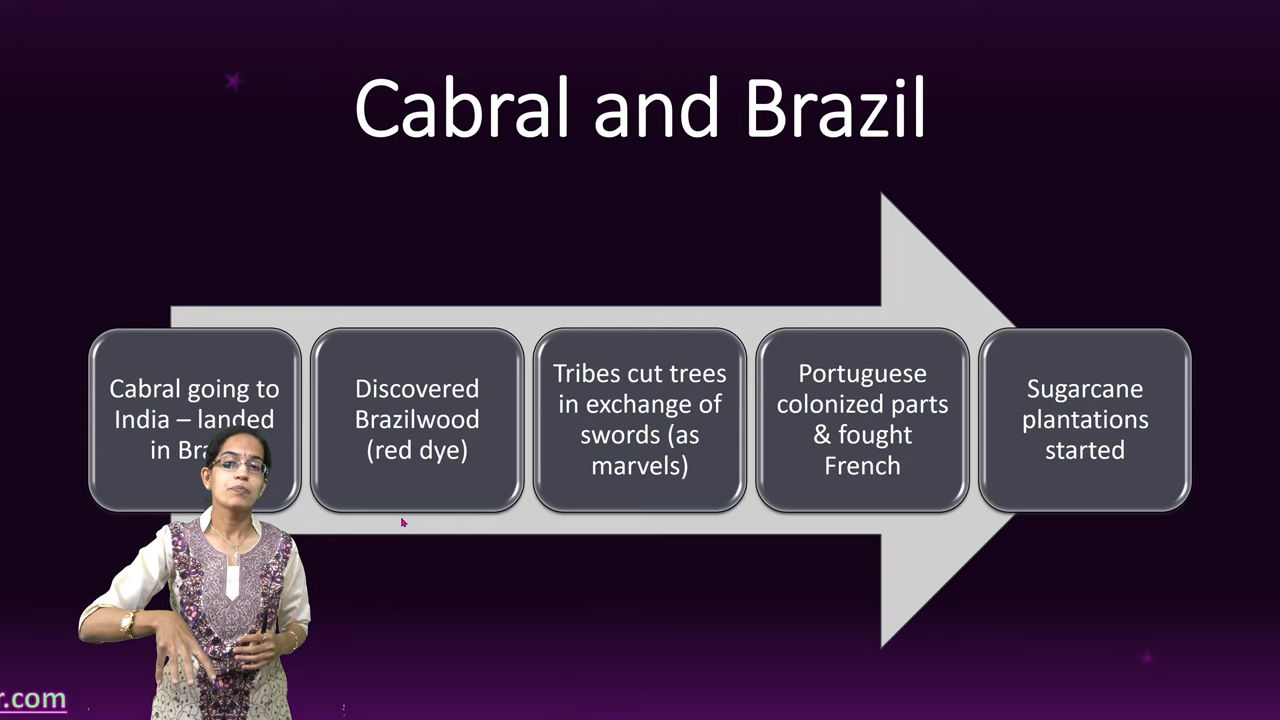 Cabral and Brazil
Cabral going to
India – landed
in
Discovered
Brazilwood
(red dye)
Tribes cut trees
in exchange of
swords (as
marvels)
Portuguese
colonized parts
& fought
French
Sugarcane
plantations
started
r.com